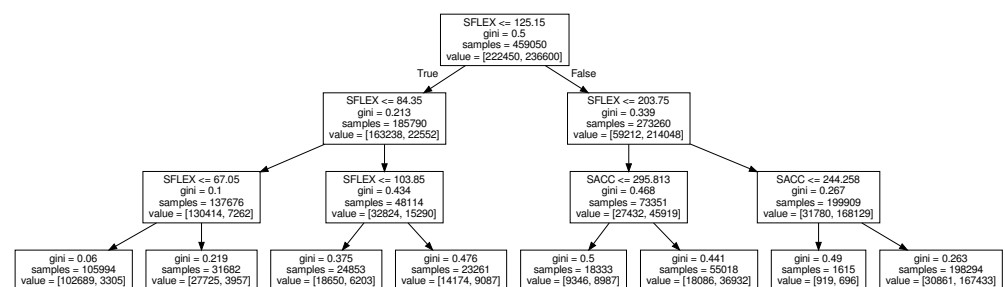 SFLEX <= 125.15
gini = 0.5
samples = 459050
value = [222450, 236600]
True
False
SFLEX <= 84.35
gini = 0.213
samples = 185790
value = [163238, 22552]
SFLEX <= 203.75
gini = 0.339
samples = 273260
value = [59212, 214048]
SFLEX <= 67.05
gini = 0.1
samples = 137676
value = [130414, 7262]
SFLEX <= 103.85
gini = 0.434
samples = 48114
value = [32824, 15290]
SACC <= 295.813
gini = 0.468
samples = 73351
value = [27432, 45919]
SACC <= 244.258
gini = 0.267
samples = 199909
value = [31780, 168129]
gini = 0.06
samples = 105994
value = [102689, 3305]
gini = 0.219
samples = 31682
value = [27725, 3957]
gini = 0.375
samples = 24853
value = [18650, 6203]
gini = 0.476
samples = 23261
value = [14174, 9087]
gini = 0.5
samples = 18333
value = [9346, 8987]
gini = 0.441
samples = 55018
value = [18086, 36932]
gini = 0.49
samples = 1615
value = [919, 696]
gini = 0.263
samples = 198294
value = [30861, 167433]